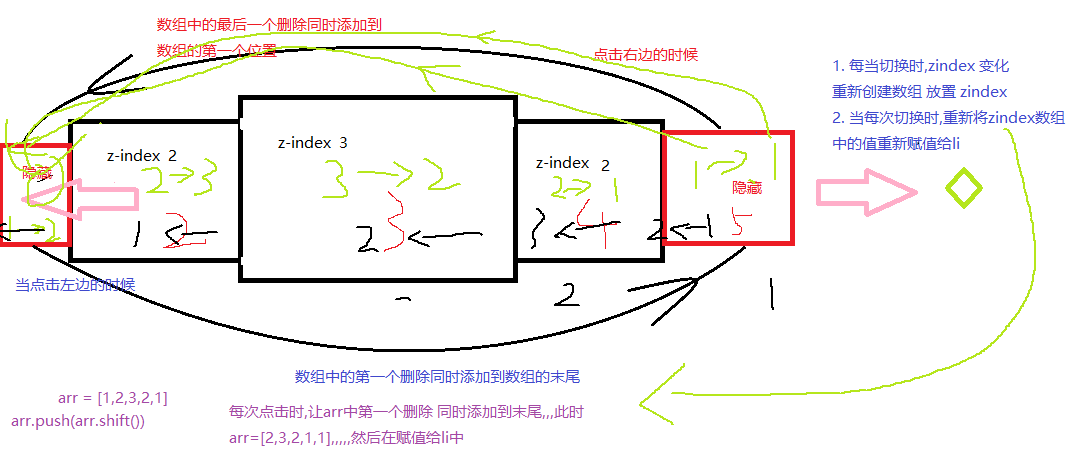 数组中的最后一个删除同时添加到
数组的第一个位置
点击右边的时候
1. 每当切换时,zindex 变化
重新创建数组 放置 zindex
2. 当每次切换时,重新将zindex数组
中的值重新赋值给li
z-index 2
z-index 3
z-index 2
隐藏
2→3
3→2
2→1
1→2
1
隐藏
1→2
1←2
2 3←
3←4
2←1 5
2
1
当点击左边的时候
数组中的第一个删除同时添加到数组的末尾
arr = [1,2,3,2,1]
arr.push(arr.shift())
每次点击时,让arr中第一个删除 同时添加到末尾,,,此时
arr=[2,3,2,1,1],,,,,然后在赋值给li中